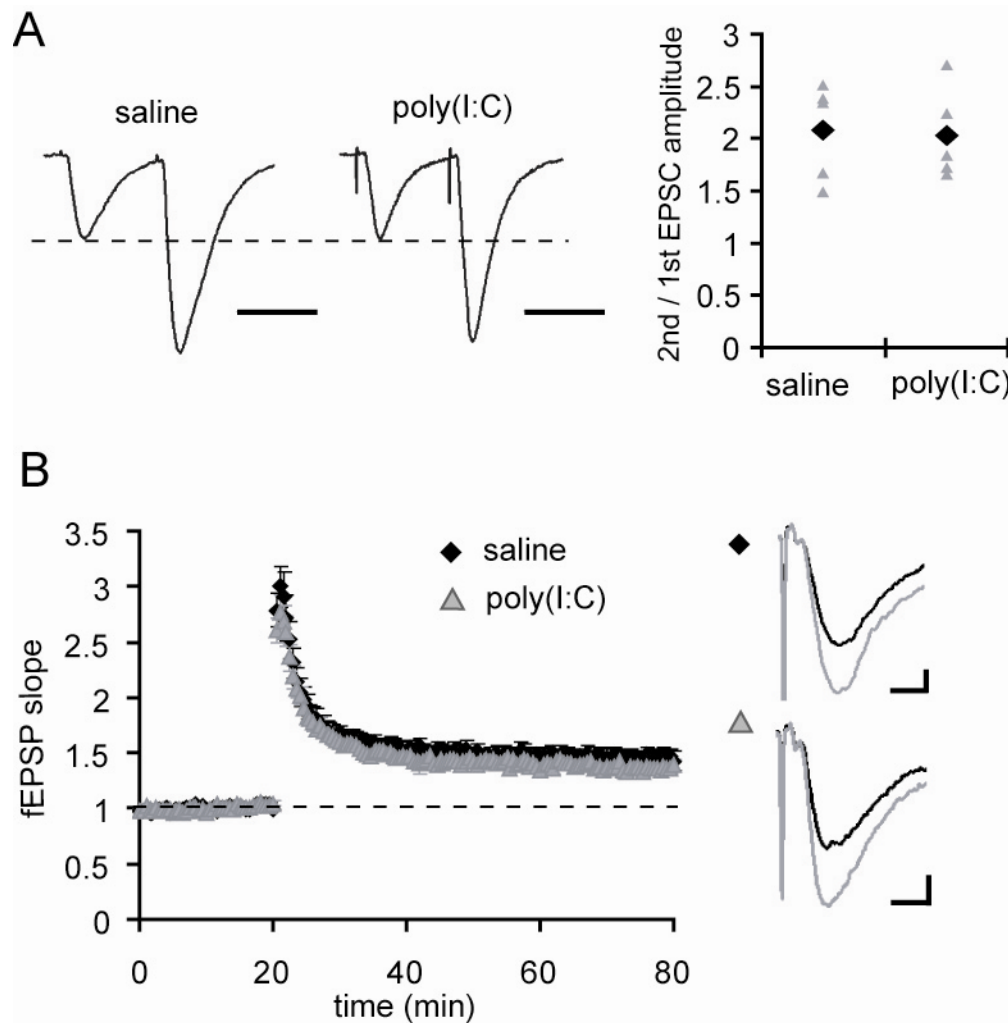 A
saline
poly(I:C)
2nd / 1st EPSC amplitude
3
2.5
2
1.5
1
0.5
0
saline
poly(I:C)
B
fEPSP slope
3.5
3
2.5
2
1.5
1
0.5
0
saline
poly(I:C)
0
20
40
60
80
time (min)